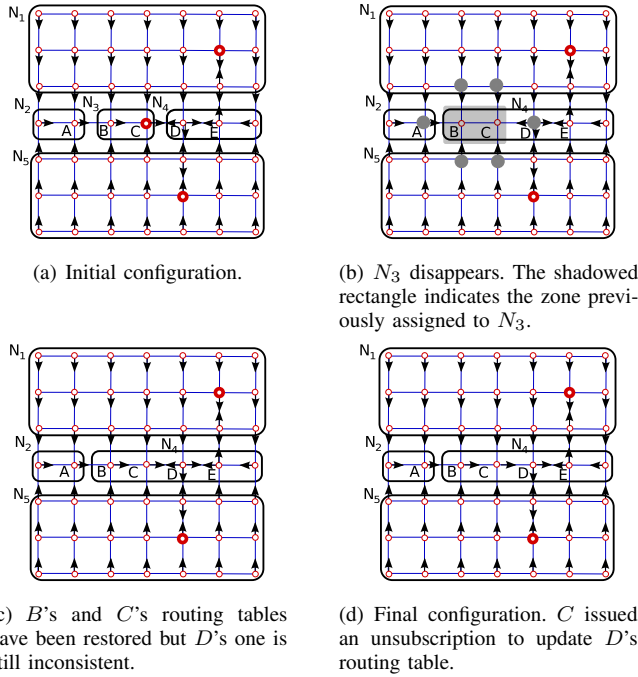 N1
N2
N3
N4
A
B
C
D
E
N5
(a) Initial configuration.
N1
N2
N4
A
B
C
D
E
N5
(b) N3 disappears. The shadowed
rectangle indicates the zone previ-
ously assigned to N3.
N1
N2
N4
A
B
C
D
E
N5
c) B's and C's routing tables
ave been restored but D's one is
till inconsistent.
N1
N2
N4
A
B
C
D
E
N5
(d) Final configuration. C issued
an unsubscription to update D's
routing table.